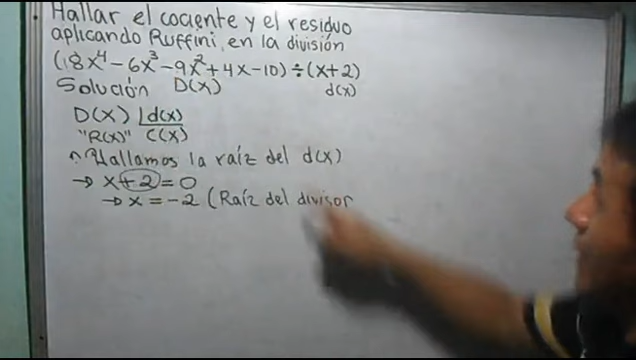 Hallar el cociente y el residuo
aplicando Ruffini, en la división
(18x⁴ - 6x³ - 9x² + 4x - 10) ÷ (x + 2)
Solución D(x) d(x)
D(x) | d(x)
"R(x)" C(x)
Hallamos la raíz del d(x)
→ x + 2 = 0
→ x = -2 (Raíz del divisor